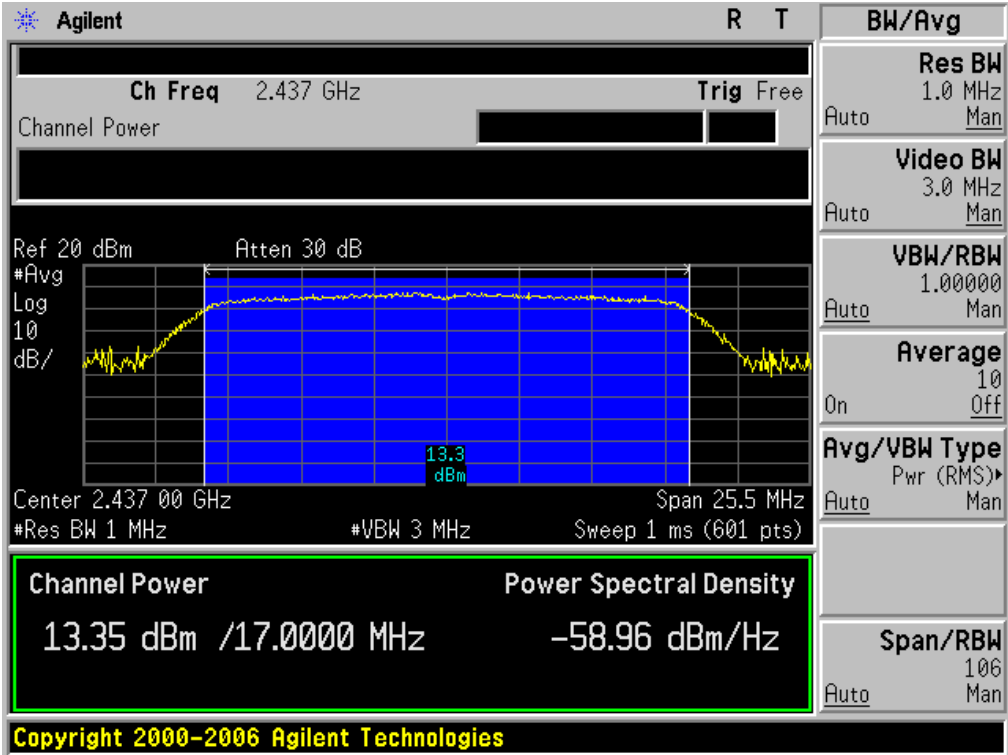 Agilent R T
Ch Freq 2.437 GHz Trig Free
Channel Power
Ref 20 dBm Atten 30 dB
#Avg
Log
10
dB/
13.3
dBm
Center 2.437 00 GHz Span 25.5 MHz
#Res BW 1 MHz #VBW 3 MHz Sweep 1 ms (601 pts)
Channel Power Power Spectral Density
13.35 dBm /17.0000 MHz -58.96 dBm/Hz
Copyright 2000-2006 Agilent Technologies
BW/Avg
Res BW
1.0 MHz
Auto Man
Video BW
3.0 MHz
Auto Man
VBW/RBW
1.00000
Auto Man
Average
10
On Off
Avg/VBW Type
Pwr (RMS)▸
Auto Man
Span/RBW
106
Auto Man